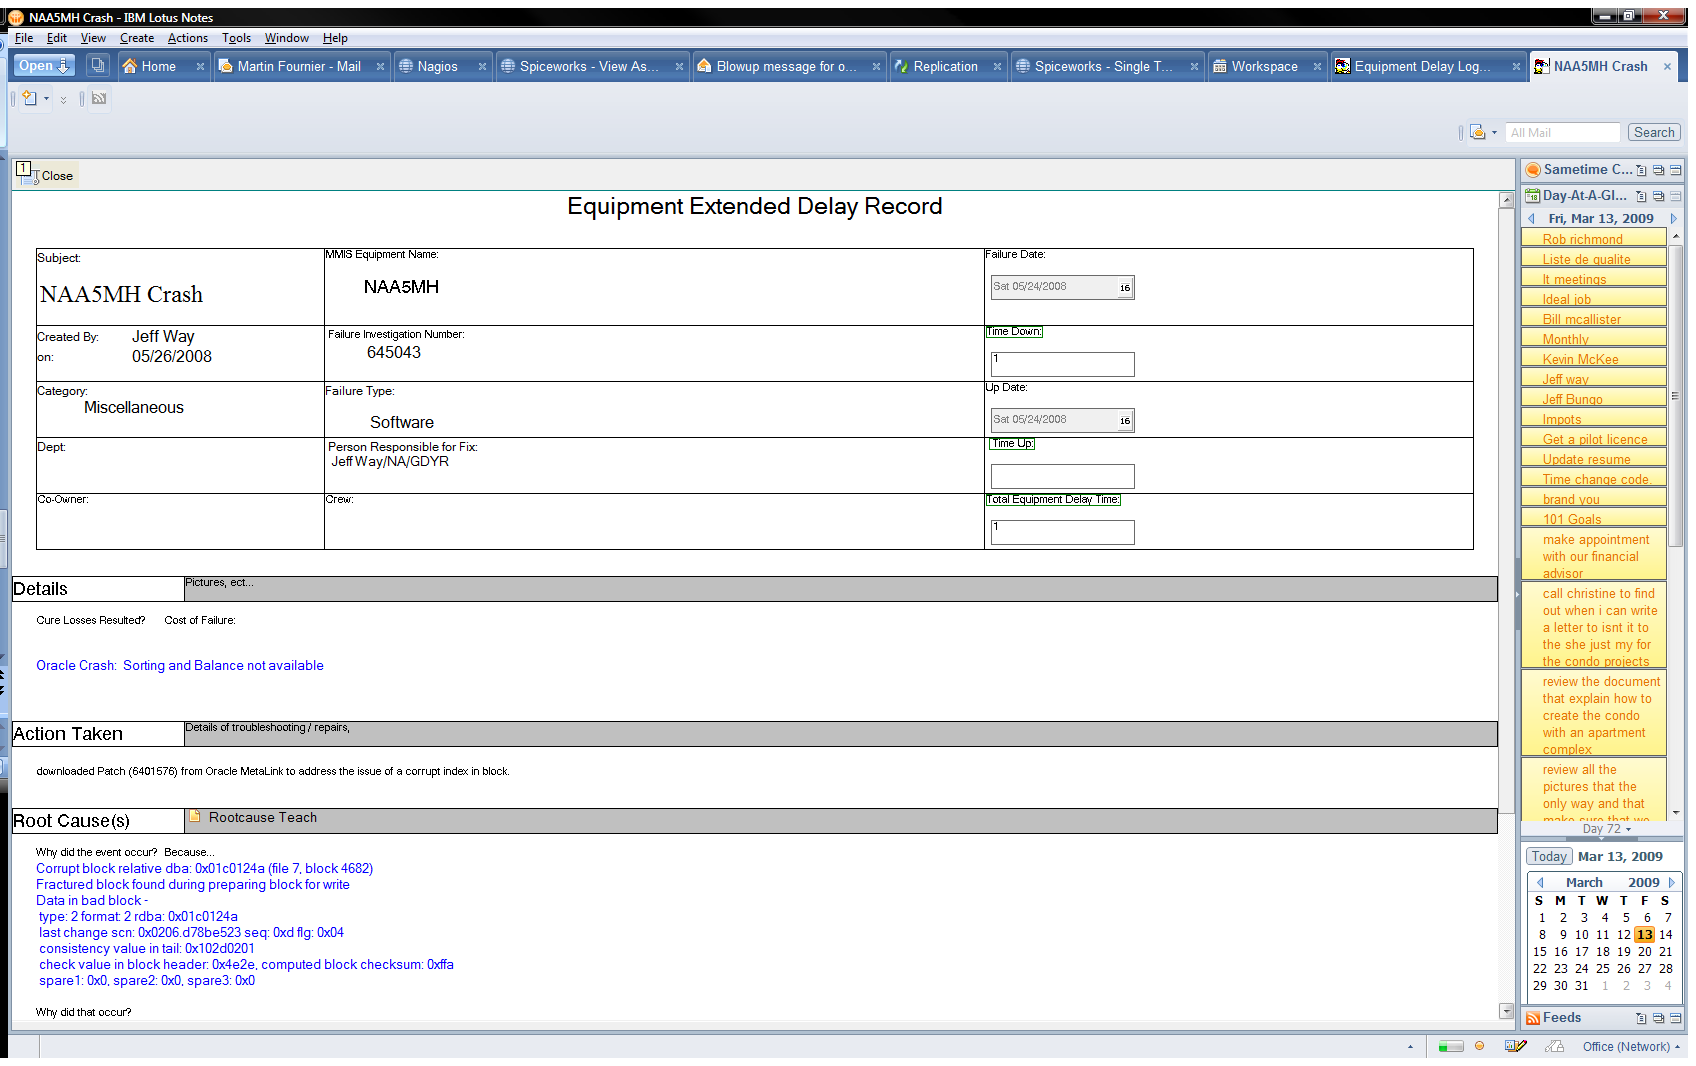 NAA5MH Crash - IBM Lotus Notes
File Edit View Create Actions Tools Window Help
Open Home Martin Fournier - Mail Nagios Spiceworks - View As... Blowup message for o... Replication Spiceworks - Single T... Workspace Equipment Delay Log... NAA5MH Crash
All Mail Search
1 Close
Equipment Extended Delay Record
Subject: MMIS Equipment Name: Failure Date:
NAA5MH Crash NAA5MH Sat 05/24/2008 16
Created By: Jeff Way Failure Investigation Number: Time Down:
on: 05/26/2008 645043 1
Category: Failure Type: Up Date:
Miscellaneous Software Sat 05/24/2008 16
Dept: Person Responsible for Fix: Time Up:
Jeff Way/NA/GDYR
Co-Owner: Crew: Total Equipment Delay Time:
1
Details Pictures, ect...
Cure Losses Resulted? Cost of Failure:
Oracle Crash: Sorting and Balance not available
Action Taken Details of troubleshooting / repairs,
downloaded Patch (6401576) from Oracle MetaLink to address the issue of a corrupt index in block.
Root Cause(s) Rootcause Teach
Why did the event occur? Because...
Corrupt block relative dba: 0x01c0124a (file 7, block 4682)
Fractured block found during preparing block for write
Data in bad block -
type: 2 format: 2 rdba: 0x01c0124a
last change scn: 0x0206.d78be523 seq: 0xd flg: 0x04
consistency value in tail: 0x102d0201
check value in block header: 0x4e2e, computed block checksum: 0xffa
spare1: 0x0, spare2: 0x0, spare3: 0x0
Why did that occur?
Sametime C...
Day-At-A-Gl...
Fri, Mar 13, 2009
Rob richmond
Liste de qualite
It meetings
Ideal job
Bill mcallister
Monthly
Kevin McKee
Jeff way
Jeff Bungo
Impots
Get a pilot licence
Update resume
Time change code.
brand you
101 Goals
make appointment
with our financial
advisor
call christine to find
out when i can write
a letter to isnt it to
the she just my for
the condo projects
review the document
that explain how to
create the condo
with an apartment
complex
review all the
pictures that the
only way and that
make sure that we
Day 72
Today Mar 13, 2009
March 2009
S M T W T F S
1 2 3 4 5 6 7
8 9 10 11 12 13 14
15 16 17 18 19 20 21
22 23 24 25 26 27 28
29 30 31 1 2 3 4
Feeds
Office (Network)